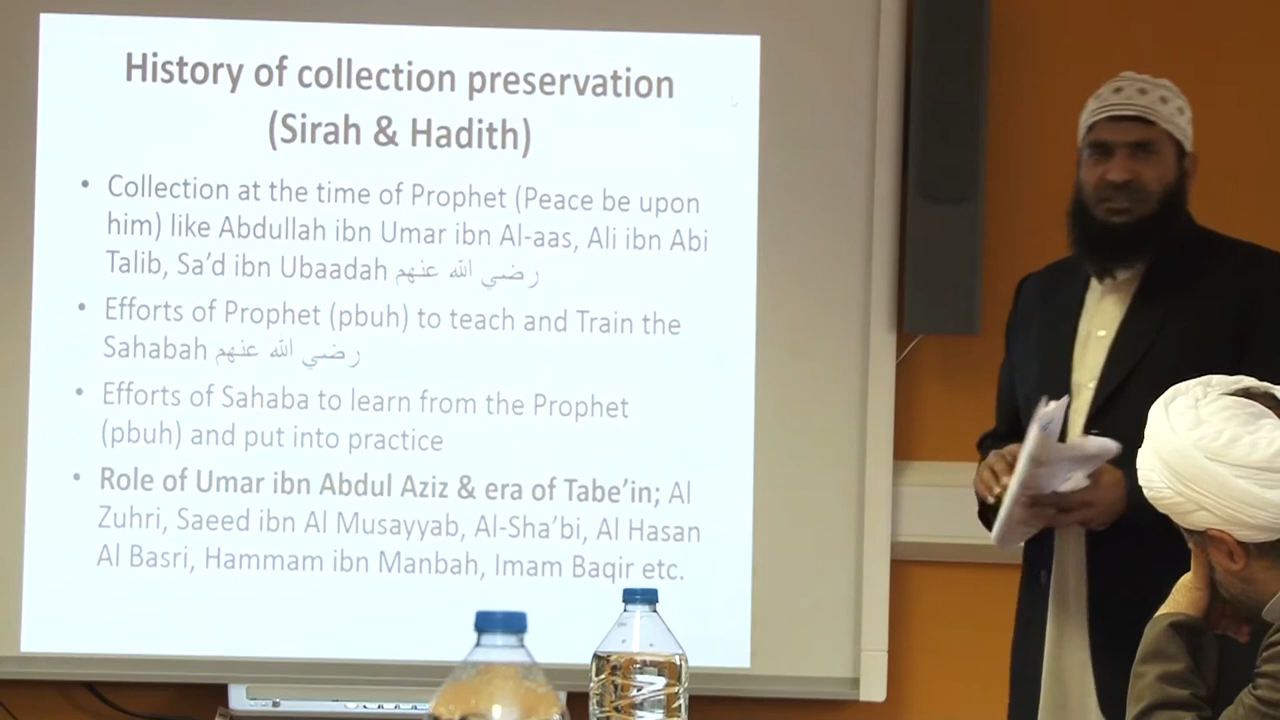 History of collection preservation
(Sirah & Hadith)
• Collection at the time of Prophet (Peace be upon
him) like Abdullah ibn Umar ibn Al-aas, Ali ibn Abi
Talib, Sa’d ibn Ubaadah رضي الله عنهم
• Efforts of Prophet (pbuh) to teach and Train the
Sahabah رضي الله عنهم
• Efforts of Sahaba to learn from the Prophet
(pbuh) and put into practice
• Role of Umar ibn Abdul Aziz & era of Tabe’in; Al
Zuhri, Saeed ibn Al Musayyab, Al-Sha’bi, Al Hasan
Al Basri, Hammam ibn Manbah, Imam Baqir etc.